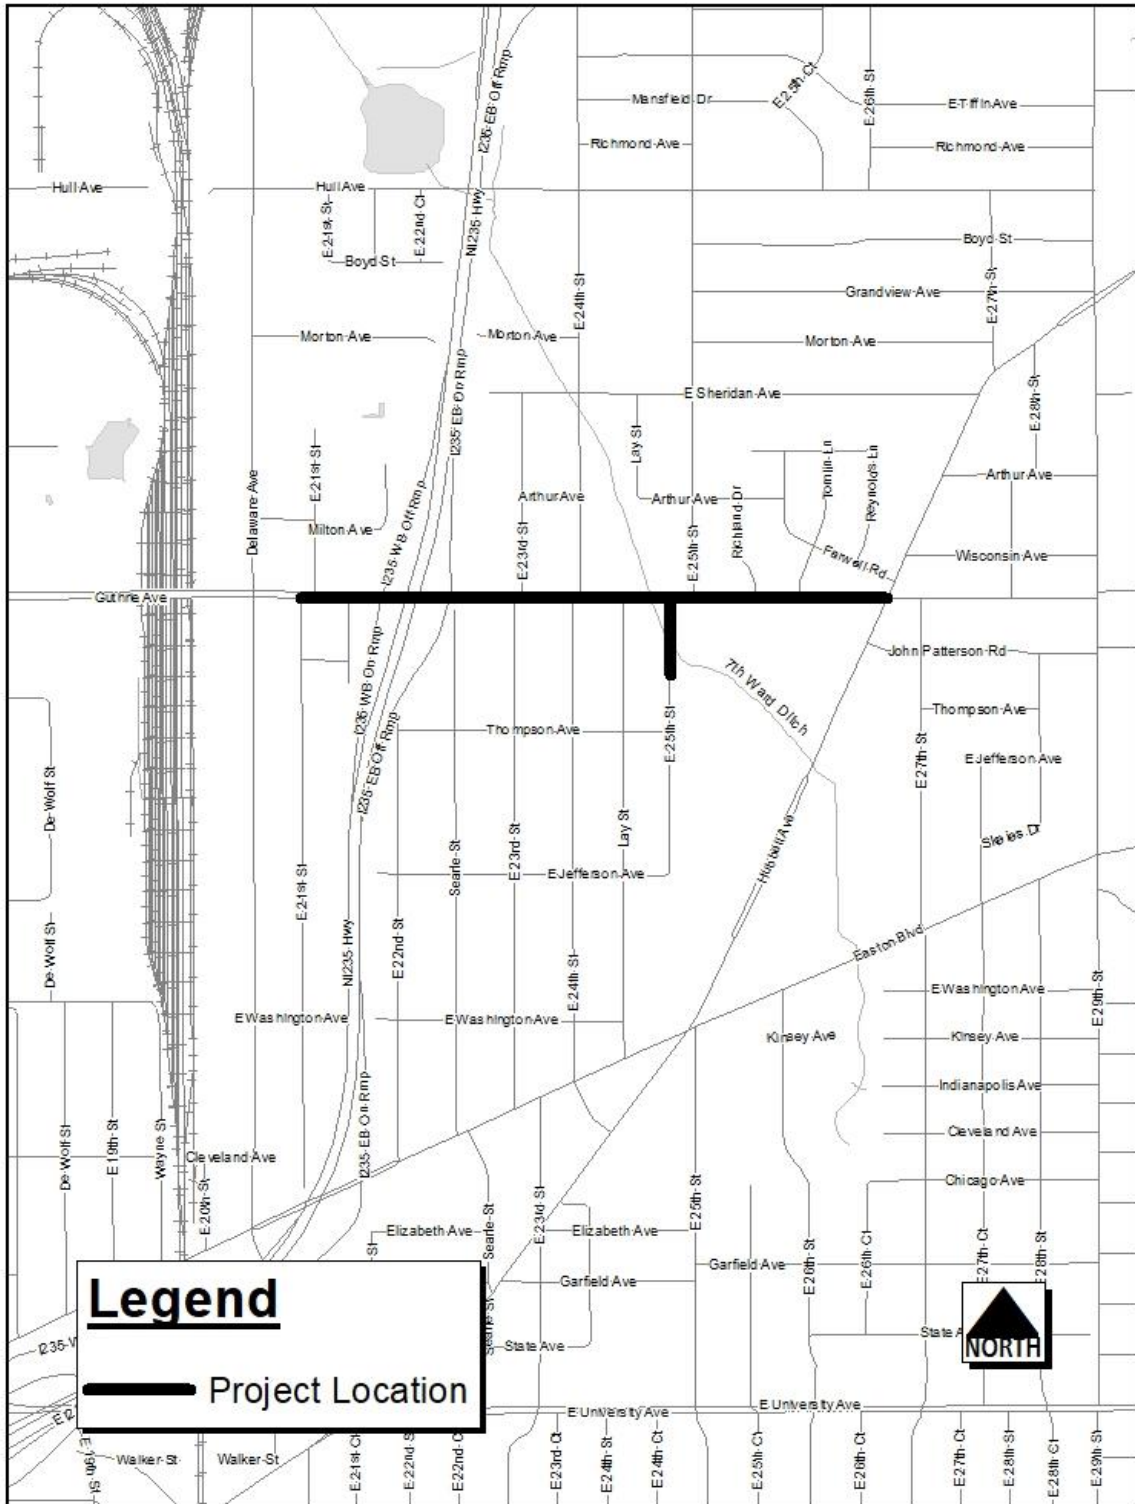 I235 EB Off Rmp
E 25th Ct
E 26th St
Mansfield Dr
E Tiffin Ave
Richmond Ave
Richmond Ave
Hull Ave
Hull Ave
E 21st St
E 22nd Ct
NI235 Hwy
Boyd St
Boyd St
E 24th St
Grandview Ave
E 27th St
Morton Ave
Morton Ave
Morton Ave
I235 EB On Rmp
E Sheridan Ave
E 28th St
Lay St
E 21st St
Tomlin Ln
Reynolds Ln
Arthur Ave
Delaware Ave
Arthur Ave
Arthur Ave
Richland Dr
Milton Ave
I235 WB Off Rmp
E 23rd St
E 25th St
Farwell Rd
Wisconsin Ave
Guthrie Ave
John Patterson Rd
I235 WB On Rmp
7th Ward Ditch
Thompson Ave
Thompson Ave
E 25th St
I235 EB Off Rmp
E 27th St
E Jefferson Ave
De Wolf St
Lay St
Skeies Dr
Hubbell Ave
Searle St
E 23rd St
E Jefferson Ave
E 21st St
De Wolf St
NI235 Hwy
E 22nd St
E 24th St
Easton Blvd
E Washington Ave
E 29th St
E Washington Ave
E Washington Ave
Kinsey Ave
Kinsey Ave
Indianapolis Ave
I235 EB On Rmp
De Wolf St
E 19th St
Wayne St
Cleveland Ave
Cleveland Ave
E 20th St
Chicago Ave
E 25th St
Searle St
E 23rd St
Elizabeth Ave
Elizabeth Ave
St
Garfield Ave
Garfield Ave
E 26th St
E 26th Ct
E 27th Ct
E 28th St
Legend
Searle St
State Ave
State A
NORTH
I235 W
Project Location
E I2
E University Ave
E University Ave
E 19th St
Walker St
Walker St
E 21st Ct
E 22nd S
E 22nd C
E 23rd Ct
E 24th St
E 24th Ct
E 25th Ct
E 26th Ct
E 27th Ct
E 28th St
E 28th Ct
E 29th St